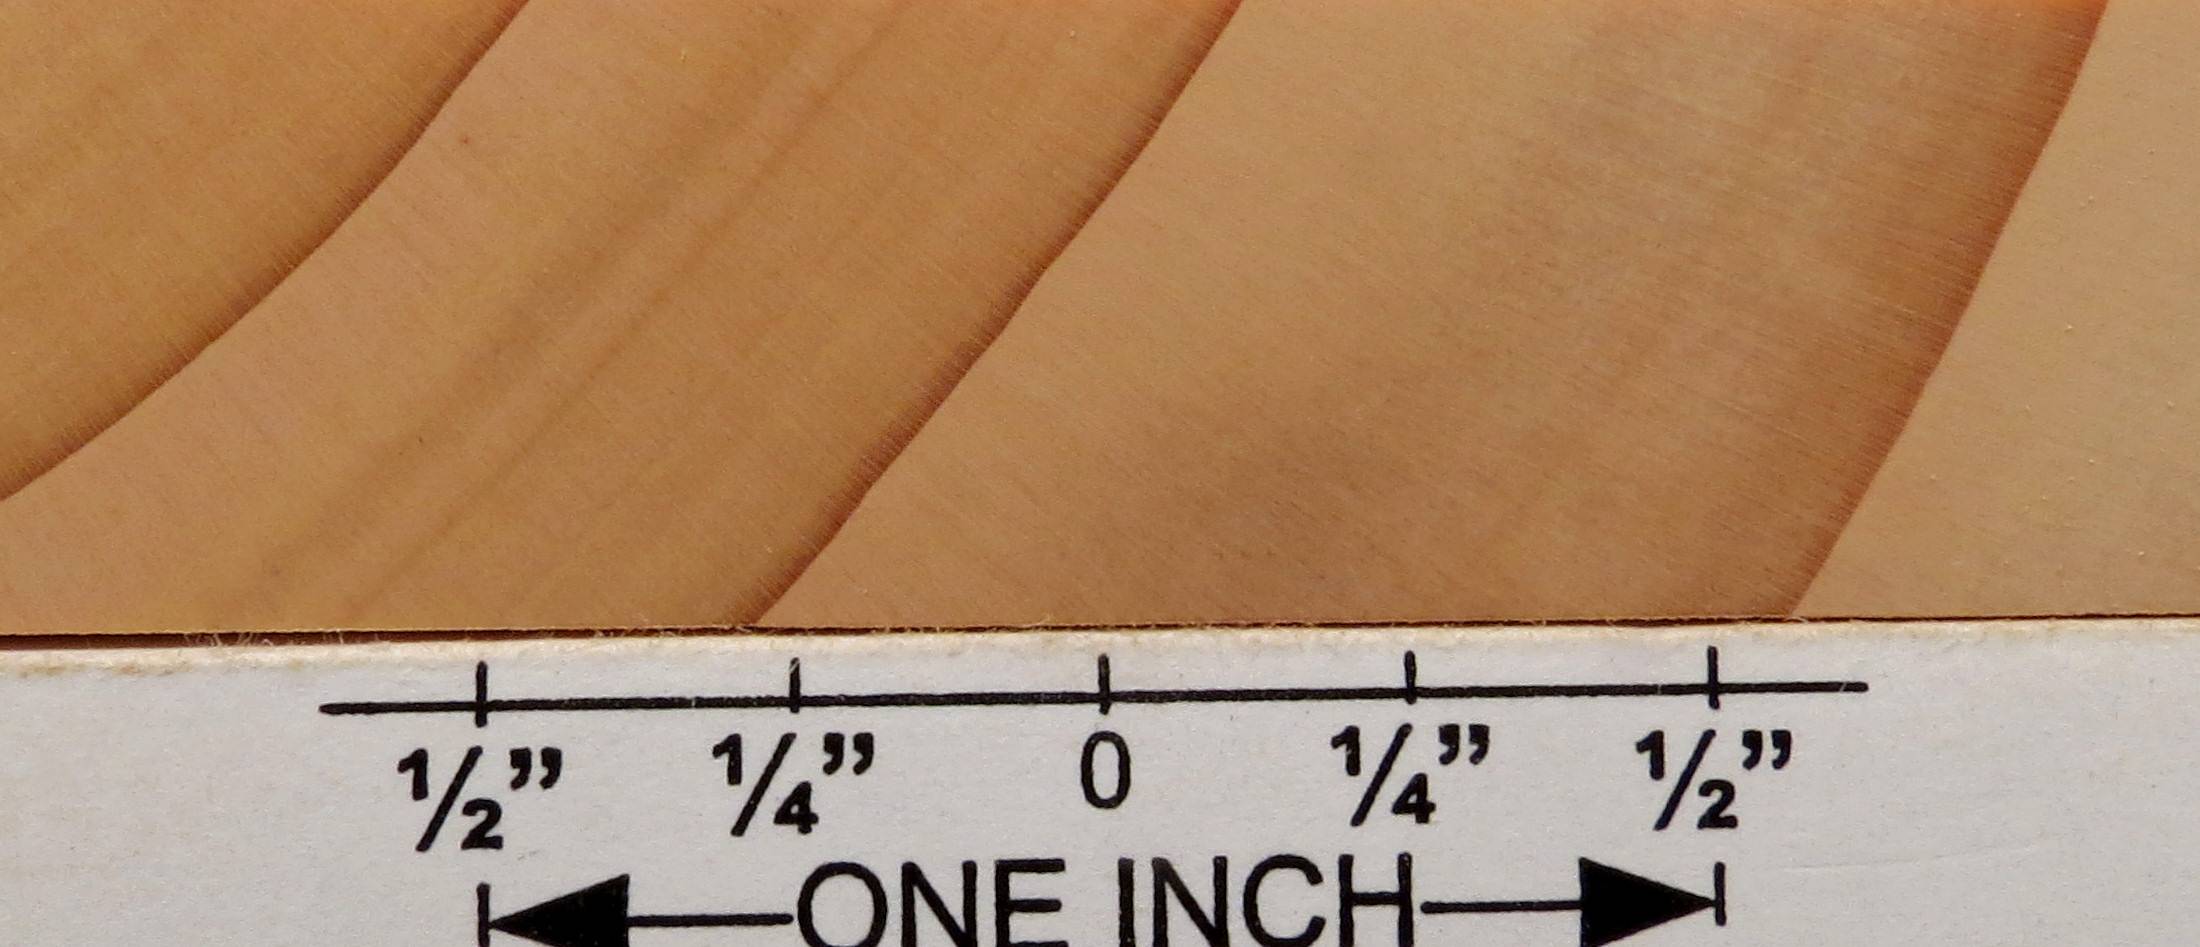 ½” ¼” 0 ¼” ½”
ONE INCH